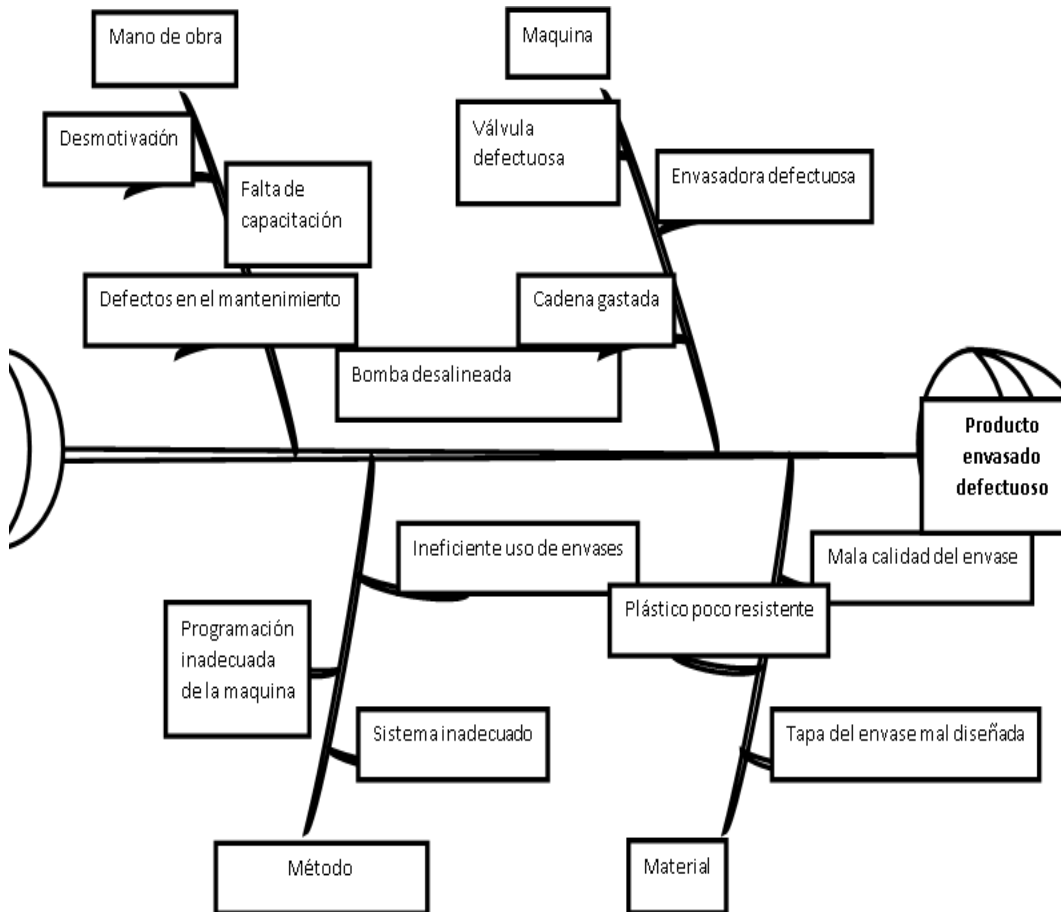 Mano de obra
Maquina
Desmotivación
Válvula
defectuosa
Envasadora defectuosa
Falta de
capacitación
Defectos en el mantenimiento
Cadena gastada
Bomba desalineada
Producto
envasado
defectuoso
Ineficiente uso de envases
Mala calidad del envase
Plástico poco resistente
Programación
inadecuada
de la maquina
Sistema inadecuado
Tapa del envase mal diseñada
Método
Material